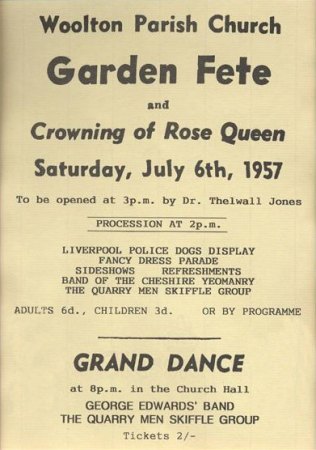 Woolton Parish Church
Garden Fete
and
Crowning of Rose Queen
Saturday, July 6th, 1957
To be opened at 3p.m. by Dr. Thelwall Jones
PROCESSION AT 2p.m.
LIVERPOOL POLICE DOGS DISPLAY
FANCY DRESS PARADE
SIDESHOWS REFRESHMENTS
BAND OF THE CHESHIRE YEOMANRY
THE QUARRY MEN SKIFFLE GROUP
ADULTS 6d., CHILDREN 3d. OR BY PROGRAMME
GRAND DANCE
at 8p.m. in the Church Hall
GEORGE EDWARDS' BAND
THE QUARRY MEN SKIFFLE GROUP
Tickets 2/-